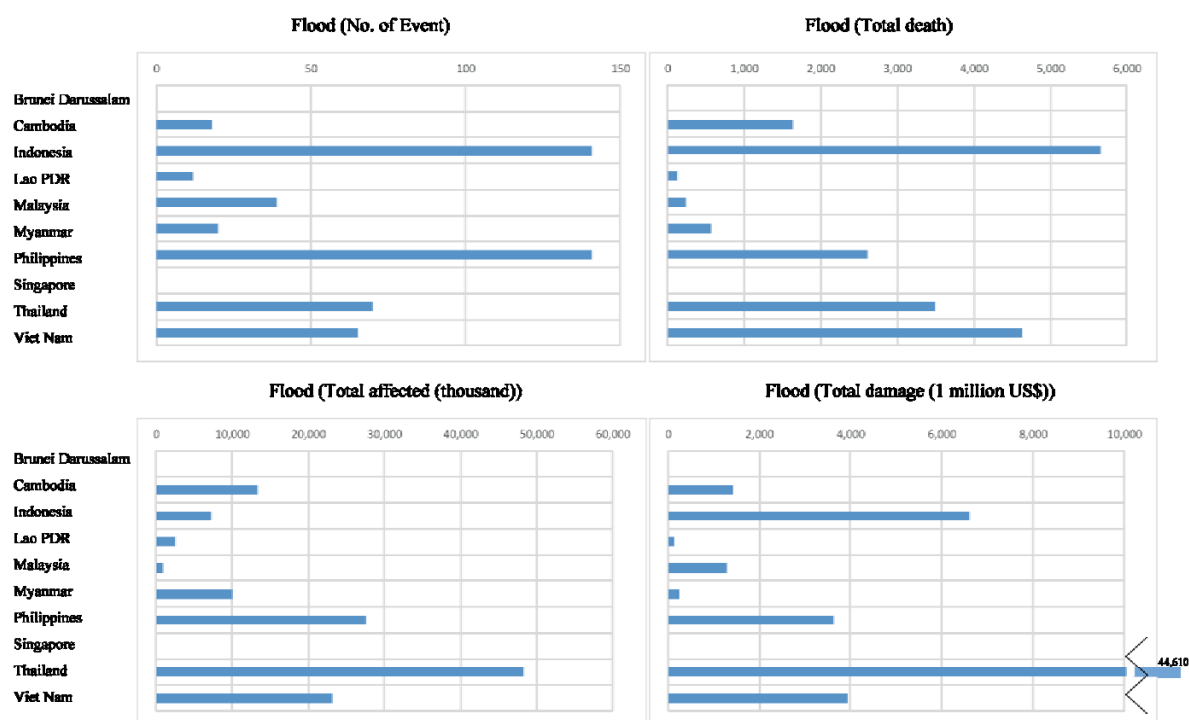 Flood (No. of Event)
0 50 100 150
Brunei Darussalam
Cambodia
Indonesia
Lao PDR
Malaysia
Myanmar
Philippines
Singapore
Thailand
Viet Nam
Flood (Total death)
0 1,000 2,000 3,000 4,000 5,000 6,000
Flood (Total affected (thousand))
0 10,000 20,000 30,000 40,000 50,000 60,000
Brunei Darussalam
Cambodia
Indonesia
Lao PDR
Malaysia
Myanmar
Philippines
Singapore
Thailand
Viet Nam
Flood (Total damage (1 million US$))
0 2,000 4,000 6,000 8,000 10,000
44,610